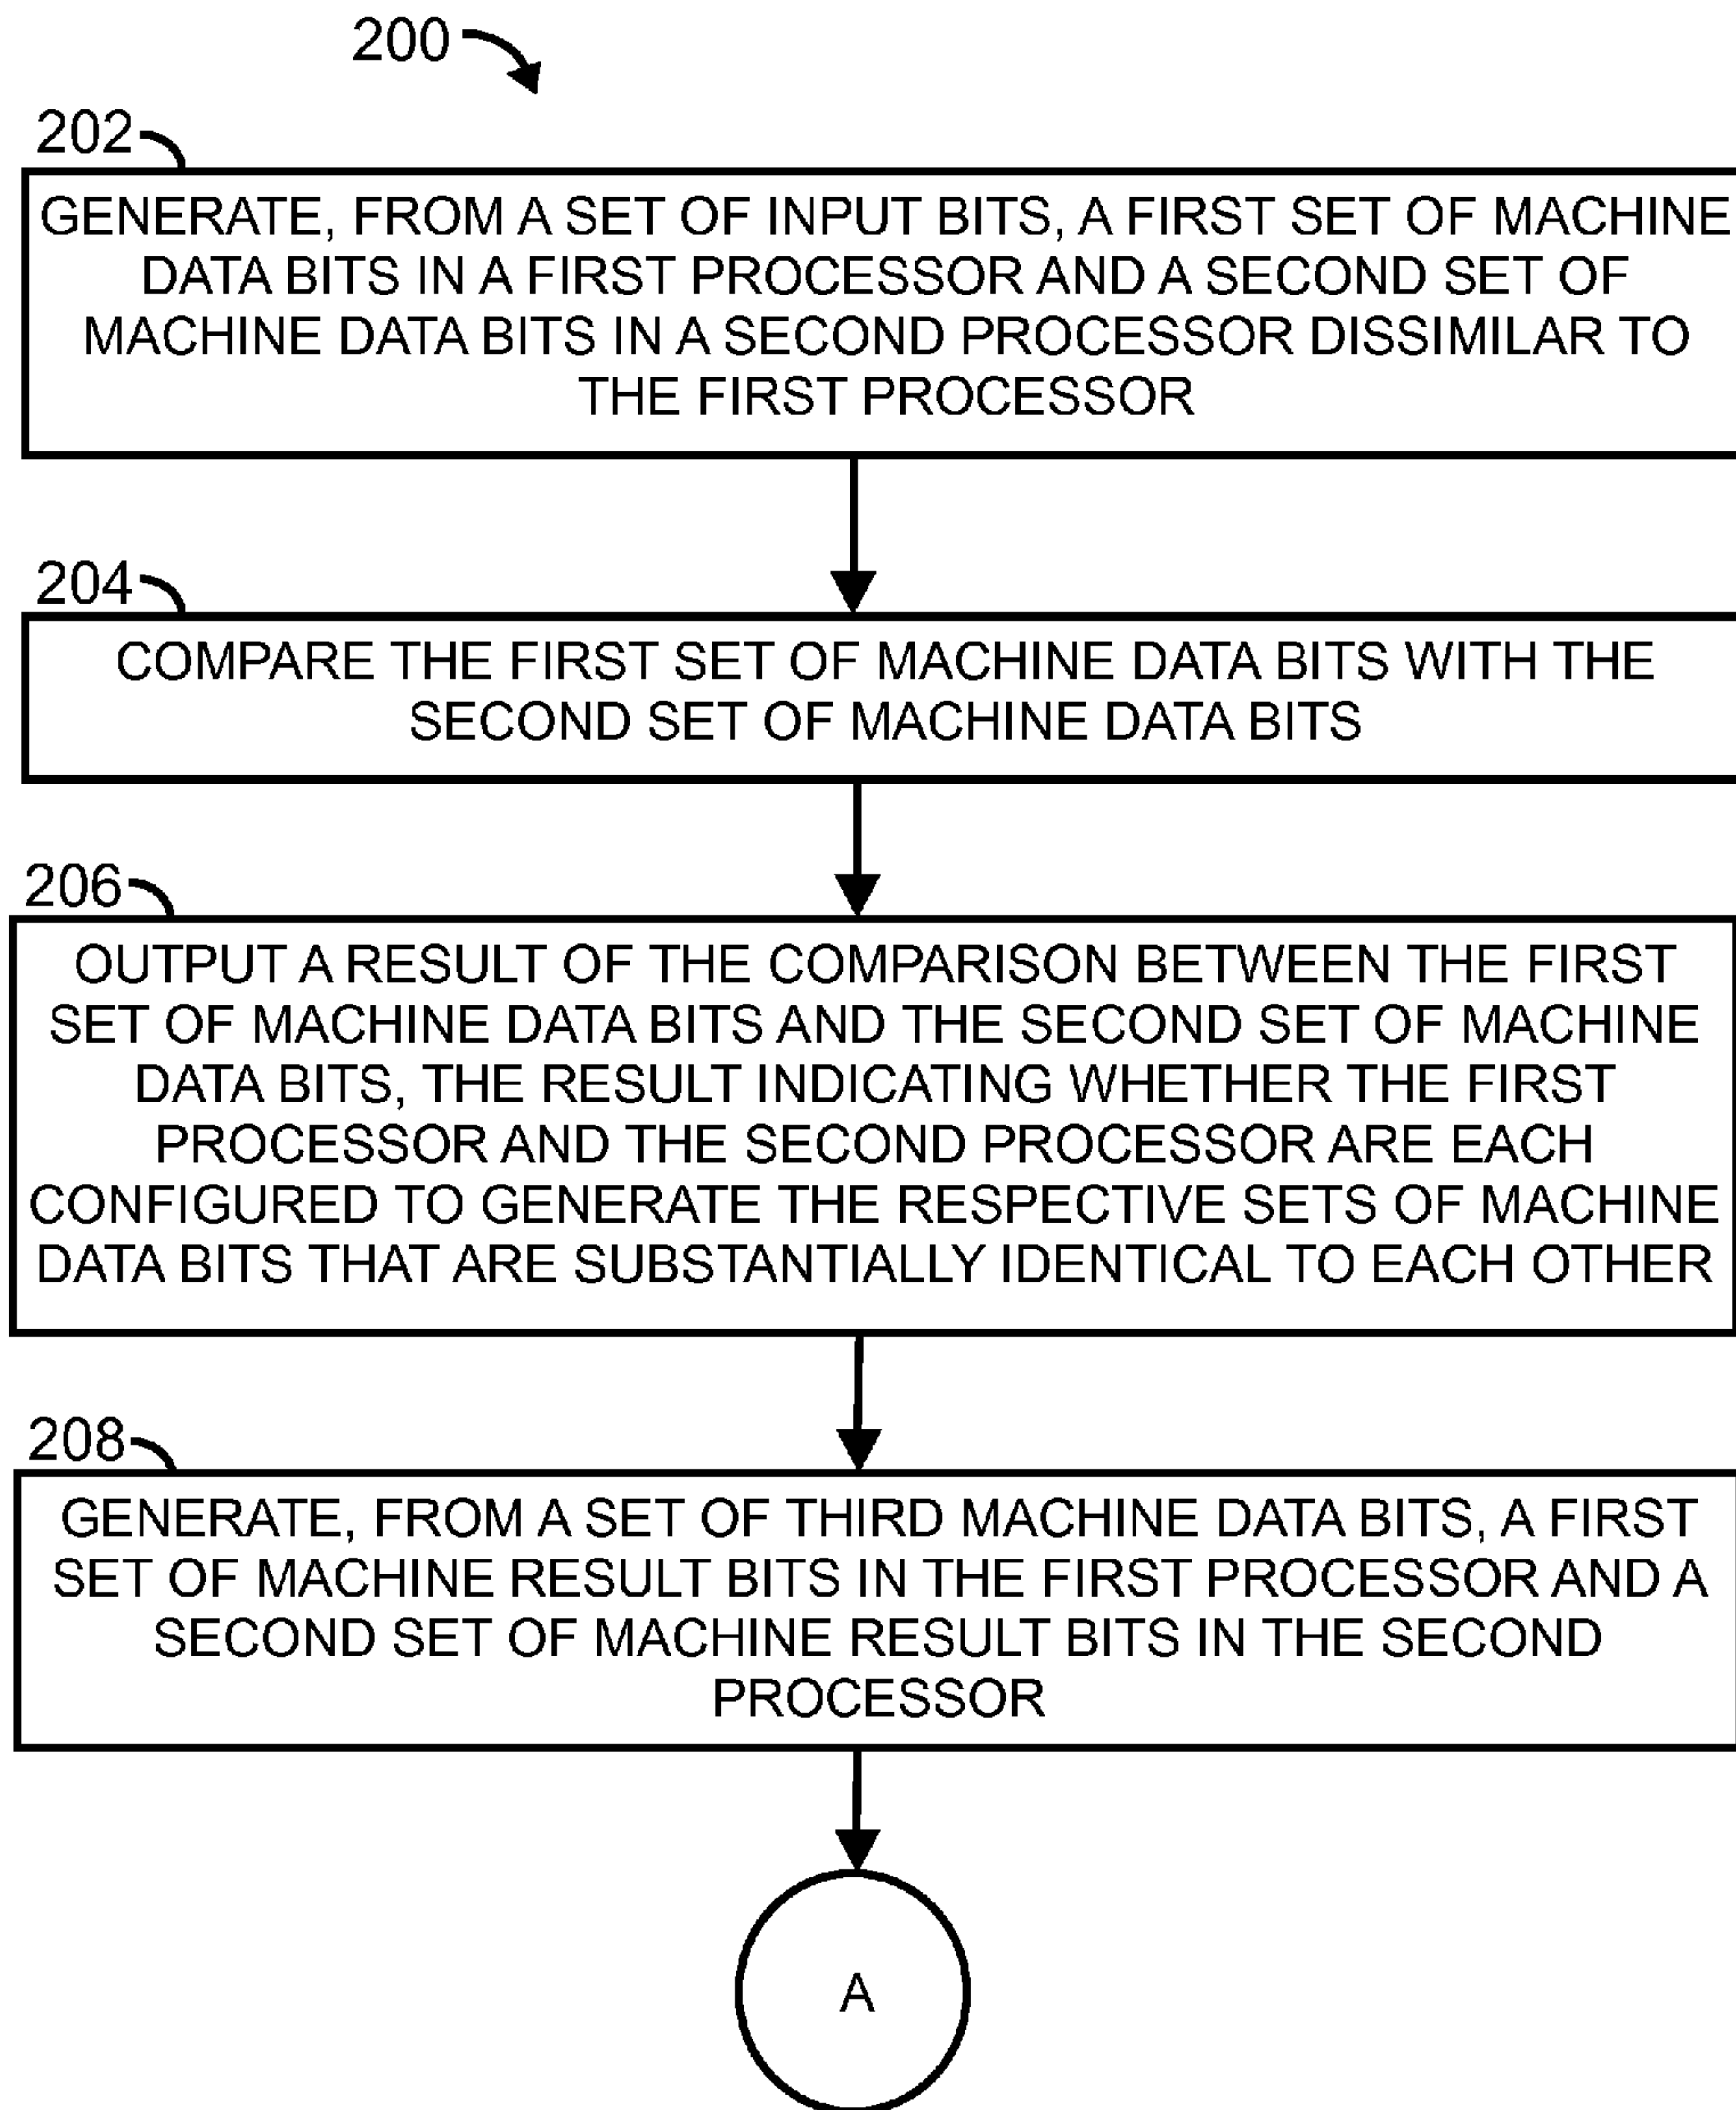 200
202
GENERATE, FROM A SET OF INPUT BITS, A FIRST SET OF MACHINE
DATA BITS IN A FIRST PROCESSOR AND A SECOND SET OF
MACHINE DATA BITS IN A SECOND PROCESSOR DISSIMILAR TO
THE FIRST PROCESSOR
204
COMPARE THE FIRST SET OF MACHINE DATA BITS WITH THE
SECOND SET OF MACHINE DATA BITS
206
OUTPUT A RESULT OF THE COMPARISON BETWEEN THE FIRST
SET OF MACHINE DATA BITS AND THE SECOND SET OF MACHINE
DATA BITS, THE RESULT INDICATING WHETHER THE FIRST
PROCESSOR AND THE SECOND PROCESSOR ARE EACH
CONFIGURED TO GENERATE THE RESPECTIVE SETS OF MACHINE
DATA BITS THAT ARE SUBSTANTIALLY IDENTICAL TO EACH OTHER
208
GENERATE, FROM A SET OF THIRD MACHINE DATA BITS, A FIRST
SET OF MACHINE RESULT BITS IN THE FIRST PROCESSOR AND A
SECOND SET OF MACHINE RESULT BITS IN THE SECOND
PROCESSOR
A